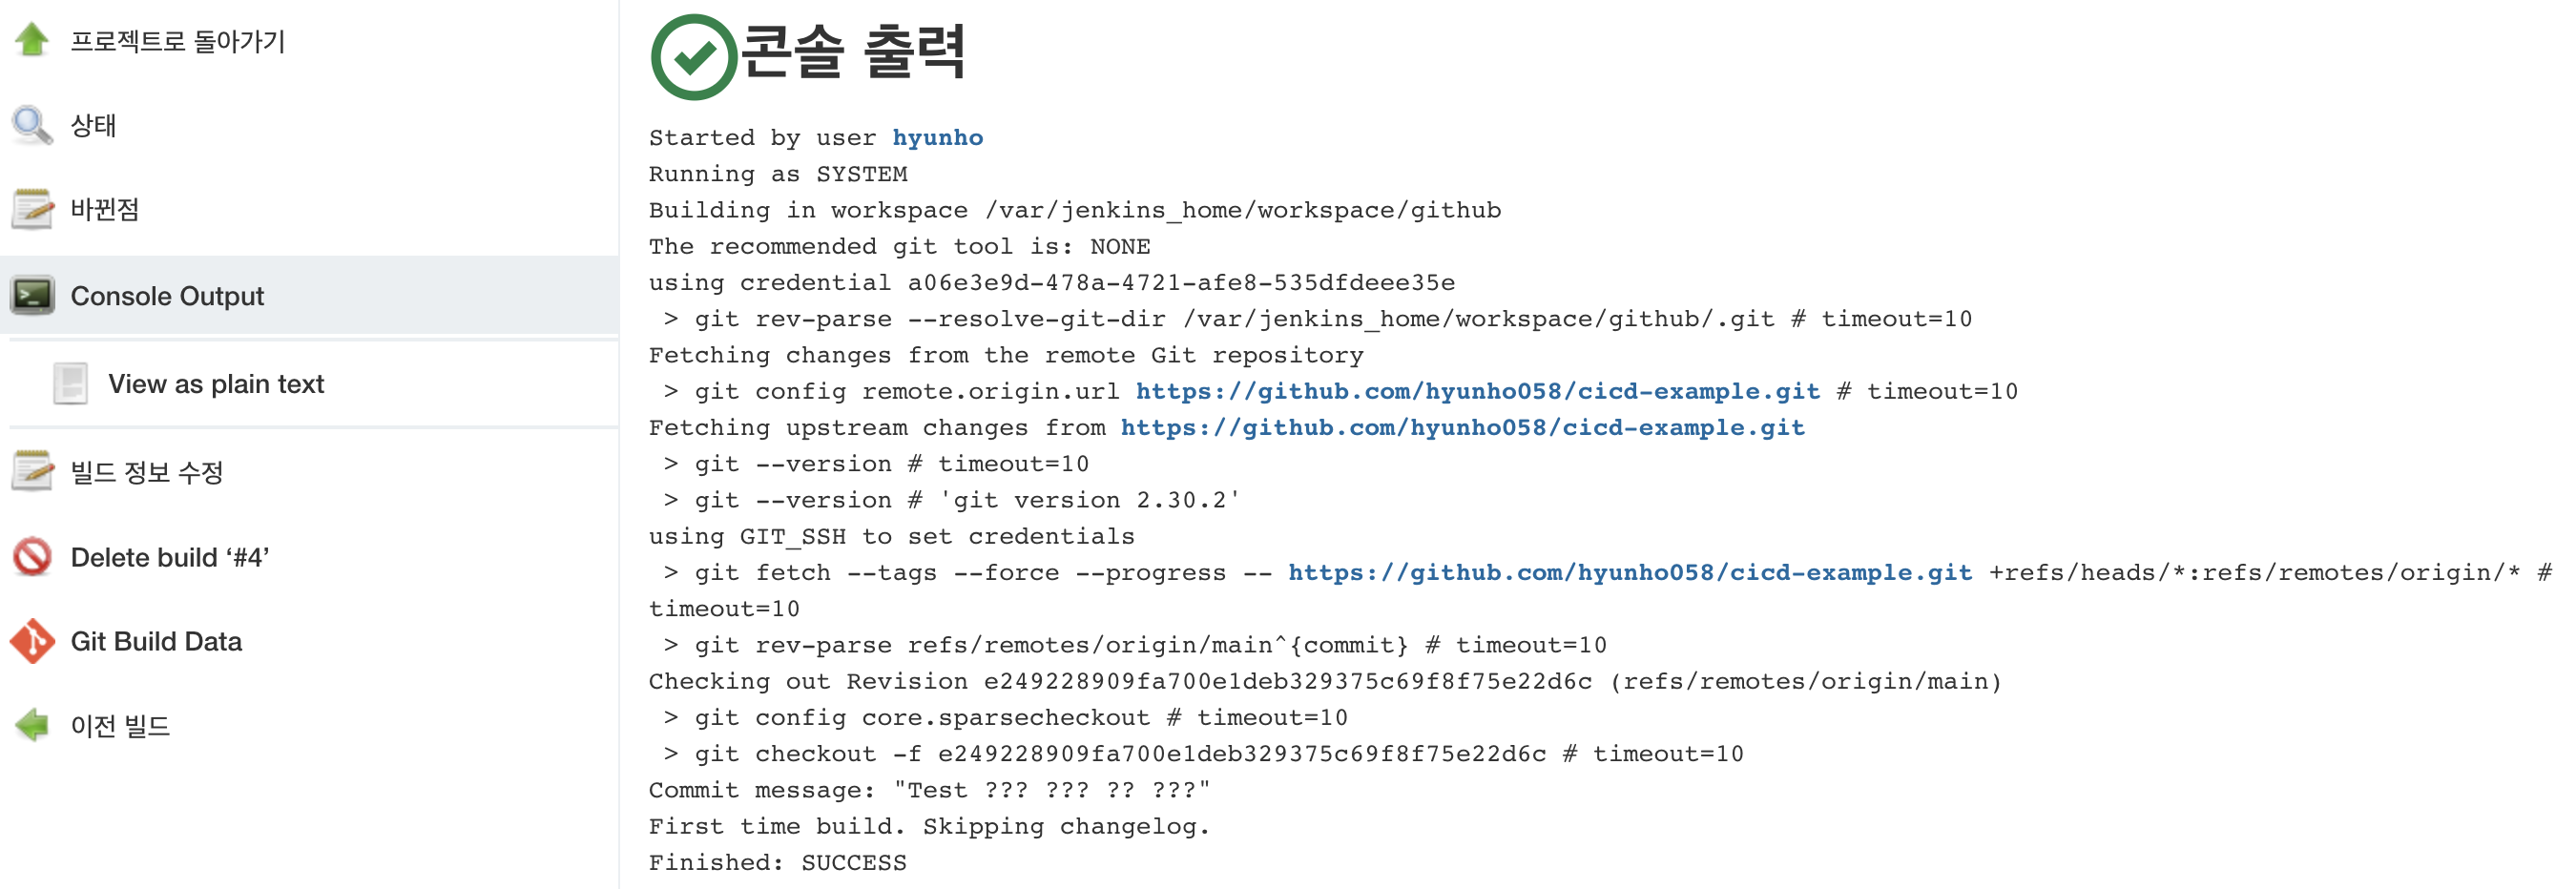 프로젝트로 돌아가기
상태
바뀐점
Console Output
View as plain text
빌드 정보 수정
Delete build ‘#4’
Git Build Data
이전 빌드
콘솔 출력
Started by user hyunho
Running as SYSTEM
Building in workspace /var/jenkins_home/workspace/github
The recommended git tool is: NONE
using credential a06e3e9d-478a-4721-afe8-535dfdeee35e
> git rev-parse --resolve-git-dir /var/jenkins_home/workspace/github/.git # timeout=10
Fetching changes from the remote Git repository
> git config remote.origin.url https://github.com/hyunho058/cicd-example.git # timeout=10
Fetching upstream changes from https://github.com/hyunho058/cicd-example.git
> git --version # timeout=10
> git --version # 'git version 2.30.2'
using GIT_SSH to set credentials
> git fetch --tags --force --progress -- https://github.com/hyunho058/cicd-example.git +refs/heads/*:refs/remotes/origin/* #
timeout=10
> git rev-parse refs/remotes/origin/main^{commit} # timeout=10
Checking out Revision e249228909fa700e1deb329375c69f8f75e22d6c (refs/remotes/origin/main)
> git config core.sparsecheckout # timeout=10
> git checkout -f e249228909fa700e1deb329375c69f8f75e22d6c # timeout=10
Commit message: "Test ??? ??? ?? ???"
First time build. Skipping changelog.
Finished: SUCCESS